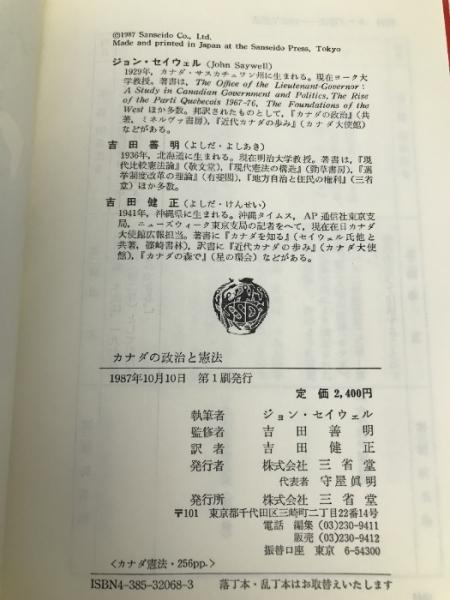 ©1987 Sanseido Co., Ltd.
Made and printed in Japan at the Sanseido Press, Tokyo
ジョン・セイウェル (John Saywell)
1929年，カナダ・サスカチュワン州に生まれる。現在ヨーク大
学教授。著書は，The Office of the Lieutenant-Governor:
A Study in Canadian Government and Politics, The Rise
of the Parti Quebecois 1967-76, The Foundations of the
West ほか多数。邦訳されたものとして，『カナダの政治』(共
著，ミネルヴァ書房)，『近代カナダの歩み』(カナダ大使館)
などがある。
吉田善明 (よしだ・よしあき)
1936年，北海道に生まれる。現在明治大学教授。著書は，『現
代比較憲法論』(敬文堂)，『現代憲法の構造』(勁草書房)，『選
挙制度改革の理論』(有斐閣)，『地方自治と住民の権利』(三省
堂) ほか多数。
吉田健正 (よしだ・けんせい)
1941年，沖縄県に生まれる。沖縄タイムス，AP通信社東京支
局，ニューズウィーク東京支局の記者をへて，現在在日カナダ
大使館広報担当。著書に『カナダを知る』(セイウェル氏他と
共著，篠崎書林)，訳書に『近代カナダの歩み』(カナダ大使
館)，『カナダの森で』(星の環会) などがある。
カナダの政治と憲法
1987年10月10日 第1刷発行
定価 2,400円
執筆者 ジョン・セイウェル
監修者 吉田善明
訳者 吉田健正
発行者 株式会社 三省堂
代表者 守屋眞明
発行所 株式会社 三省堂
〒101 東京都千代田区三崎町二丁目22番14号
電話 編集 (03)230-9411
販売 (03)230-9412
振替口座 東京 6-54300
〈カナダ憲法・256pp.〉
ISBN4-385-32068-3 落丁本・乱丁本はお取替えいたします